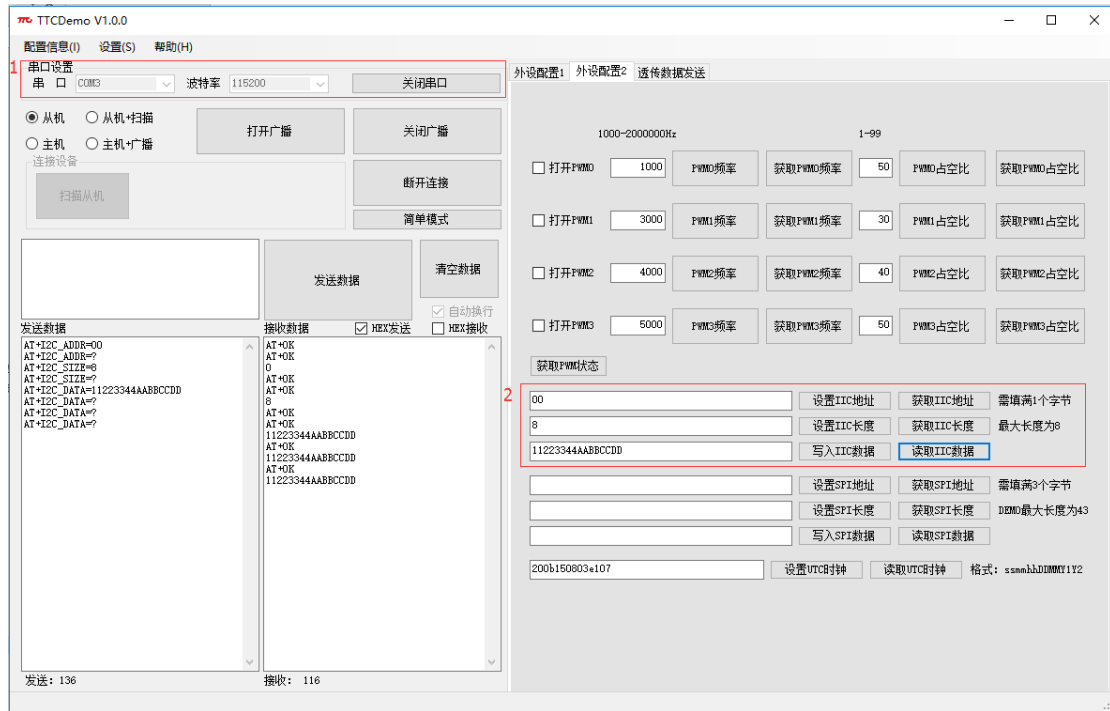 TTCDemo V1.0.0
配置信息(I) 设置(S) 帮助(H)
1
串口设置
串 口 COM3 波特率 115200 关闭串口
从机 从机+扫描
主机 主机+广播
打开广播 关闭广播
连接设备
扫描从机
断开连接
简单模式
发送数据
清空数据
自动换行
发送数据
接收数据 HEX发送 HEX接收
AT+I2C_ADDR=00
AT+I2C_ADDR=?
AT+I2C_SIZE=8
AT+I2C_SIZE=?
AT+I2C_DATA=11223344AABBCCDD
AT+I2C_DATA=?
AT+I2C_DATA=?
AT+I2C_DATA=?
AT+OK
AT+OK
0
AT+OK
AT+OK
8
AT+OK
AT+OK
11223344AABBCCDD
AT+OK
11223344AABBCCDD
AT+OK
11223344AABBCCDD
发送: 136
接收: 116
外设配置1 外设配置2 透传数据发送
1000-2000000Hz 1-99
打开PWM0 1000 PWM0频率 获取PWM0频率 50 PWM0占空比 获取PWM0占空比
打开PWM1 3000 PWM1频率 获取PWM1频率 30 PWM1占空比 获取PWM1占空比
打开PWM2 4000 PWM2频率 获取PWM2频率 40 PWM2占空比 获取PWM2占空比
打开PWM3 5000 PWM3频率 获取PWM3频率 50 PWM3占空比 获取PWM3占空比
获取PWM状态
2
00 设置IIC地址 获取IIC地址 需填满1个字节
8 设置IIC长度 获取IIC长度 最大长度为8
11223344AABBCCDD 写入IIC数据 读取IIC数据
设置SPI地址 获取SPI地址 需填满3个字节
设置SPI长度 获取SPI长度 DEMO最大长度为43
写入SPI数据 读取SPI数据
200b150803e107 设置UTC时钟 读取UTC时钟 格式: ssmmhhDDMMY1Y2